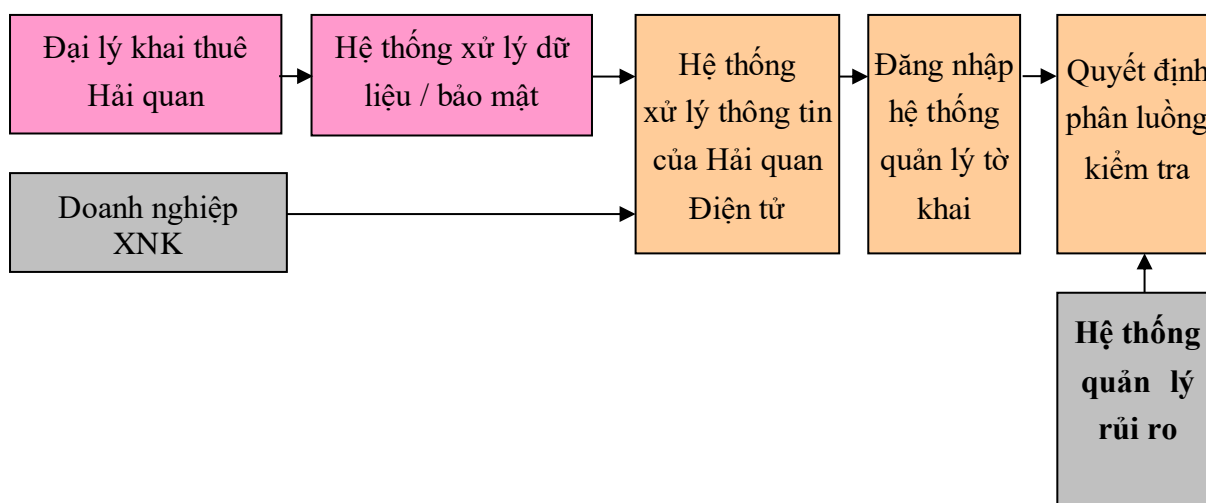 Đại lý khai thuê
Hải quan
Hệ thống xử lý dữ
liệu / bảo mật
Hệ thống
xử lý thông tin
của Hải quan
Điện tử
Đăng nhập
hệ thống
quản lý tờ
khai
Quyết định
phân luồng
kiểm tra
Doanh nghiệp
XNK
Hệ thống
quản lý
rủi ro